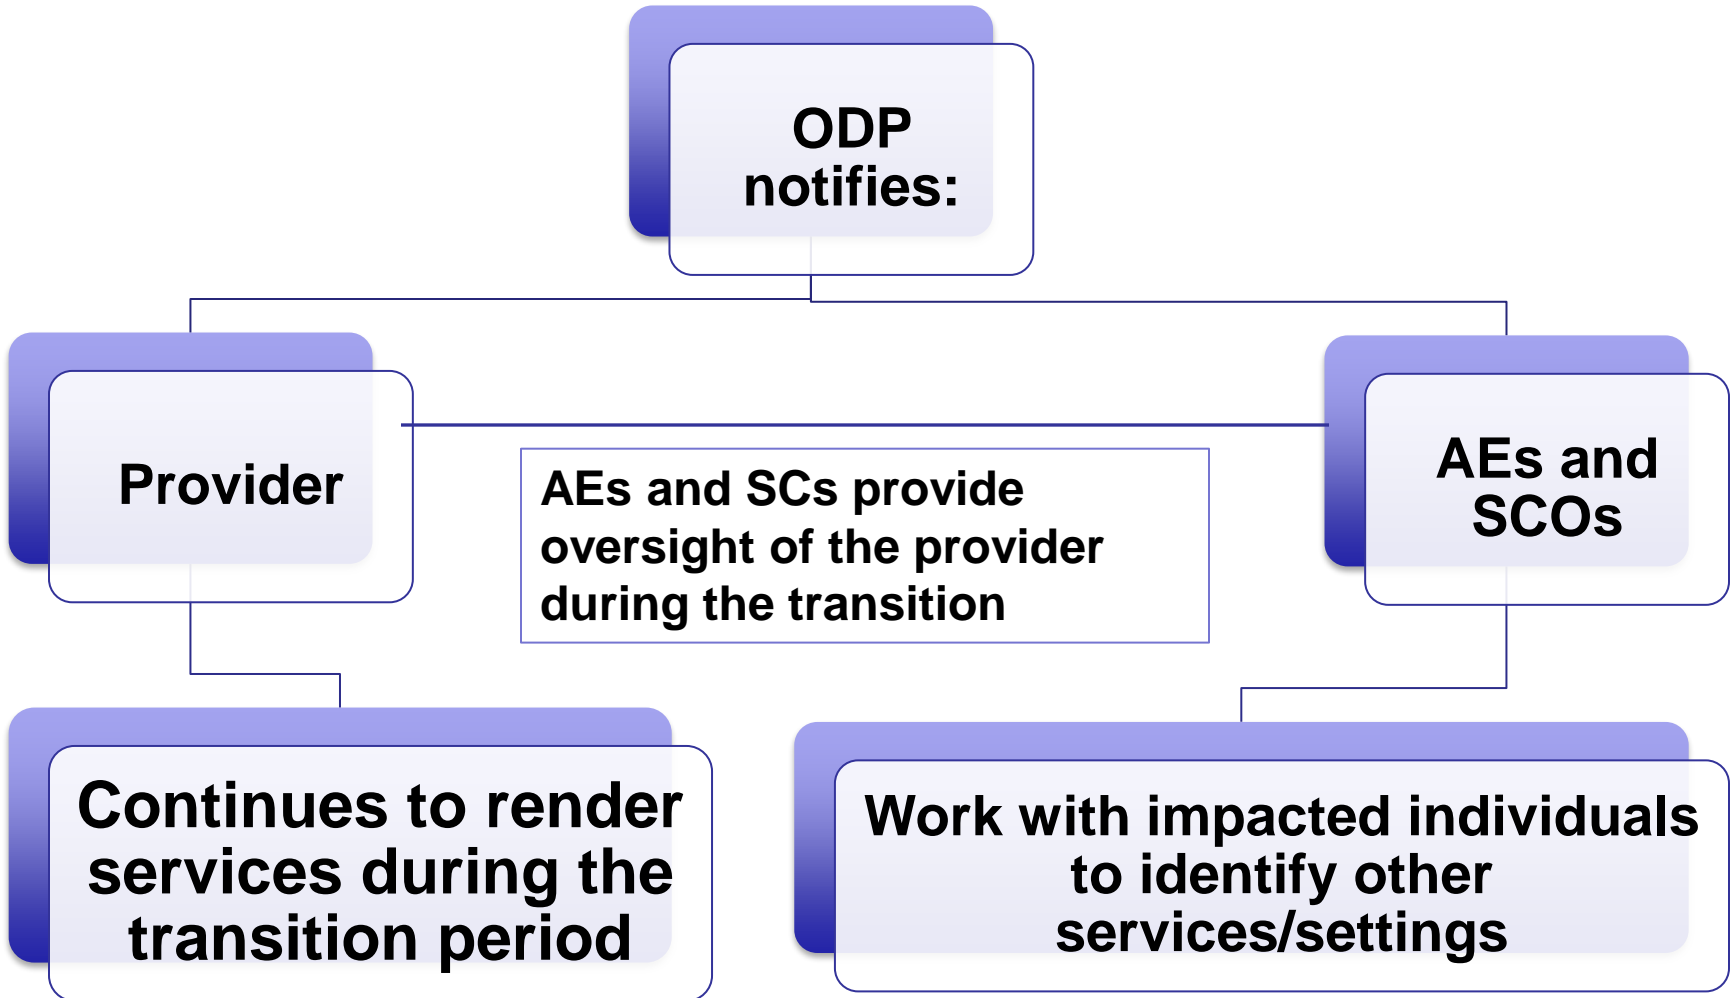 ODP
notifies:
Provider
AEs and SCs provide
oversight of the provider
during the transition
AEs and
SCOs
Continues to render
services during the
transition period
Work with impacted individuals
to identify other
services/settings